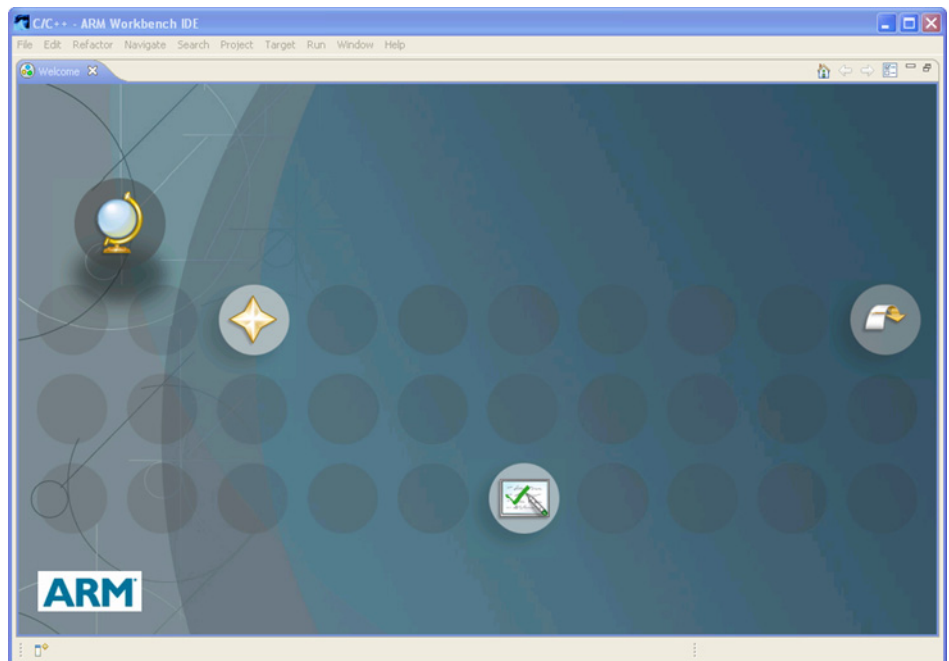 C/C++ - ARM Workbench IDE
File Edit Refactor Navigate Search Project Target Run Window Help
Welcome
ARM